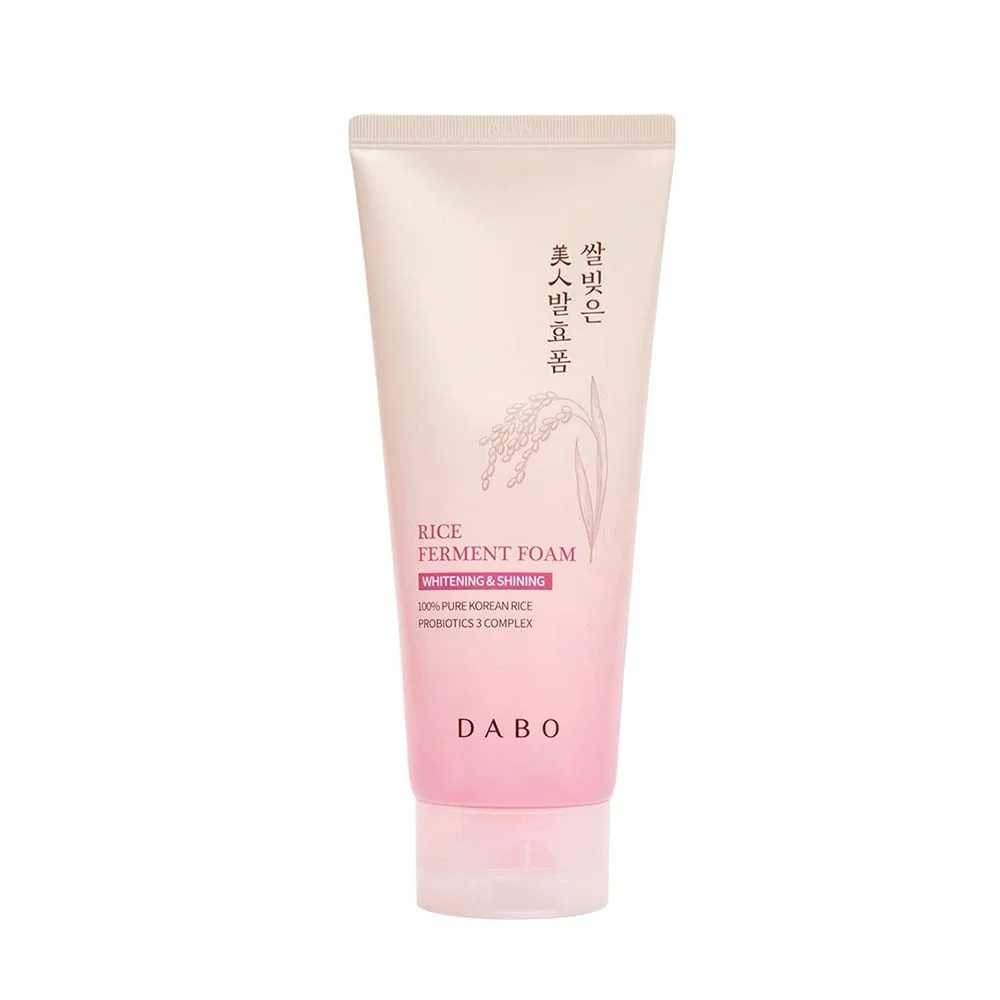 쌀빚은
美人발효폼
RICE
FERMENT FOAM
WHITENING & SHINING
100% PURE KOREAN RICE
PROBIOTICS 3 COMPLEX
DABO